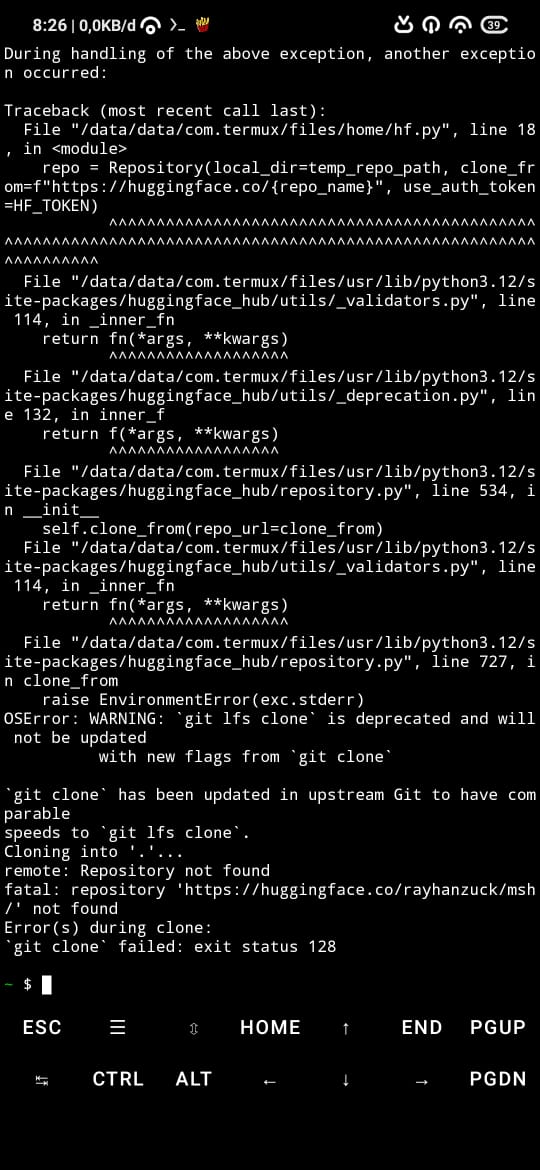 8:26 | 0,0KB/d >_ 39
During handling of the above exception, another exceptio
n occurred:
Traceback (most recent call last):
  File "/data/data/com.termux/files/home/hf.py", line 18
, in <module>
    repo = Repository(local_dir=temp_repo_path, clone_fr
om=f"https://huggingface.co/{repo_name}", use_auth_token
=HF_TOKEN)
           ^^^^^^^^^^^^^^^^^^^^^^^^^^^^^^^^^^^^^^^^^^^^^
^^^^^^^^^^^^^^^^^^^^^^^^^^^^^^^^^^^^^^^^^^^^^^^^^^^^^^^^
^^^^^^^^^^
  File "/data/data/com.termux/files/usr/lib/python3.12/s
ite-packages/huggingface_hub/utils/_validators.py", line
 114, in _inner_fn
    return fn(*args, **kwargs)
           ^^^^^^^^^^^^^^^^^^^
  File "/data/data/com.termux/files/usr/lib/python3.12/s
ite-packages/huggingface_hub/utils/_deprecation.py", lin
e 132, in inner_f
    return f(*args, **kwargs)
           ^^^^^^^^^^^^^^^^^^
  File "/data/data/com.termux/files/usr/lib/python3.12/s
ite-packages/huggingface_hub/repository.py", line 534, i
n __init__
    self.clone_from(repo_url=clone_from)
  File "/data/data/com.termux/files/usr/lib/python3.12/s
ite-packages/huggingface_hub/utils/_validators.py", line
 114, in _inner_fn
    return fn(*args, **kwargs)
           ^^^^^^^^^^^^^^^^^^^
  File "/data/data/com.termux/files/usr/lib/python3.12/s
ite-packages/huggingface_hub/repository.py", line 727, i
n clone_from
    raise EnvironmentError(exc.stderr)
OSError: WARNING: `git lfs clone` is deprecated and will
 not be updated
          with new flags from `git clone`
`git clone` has been updated in upstream Git to have com
parable
speeds to `git lfs clone`.
Cloning into '.'...
remote: Repository not found
fatal: repository 'https://huggingface.co/rayhanzuck/msh
/' not found
Error(s) during clone:
`git clone` failed: exit status 128
~ $
ESC ☰ ⇳ HOME ↑ END PGUP
↹ CTRL ALT ← ↓ → PGDN